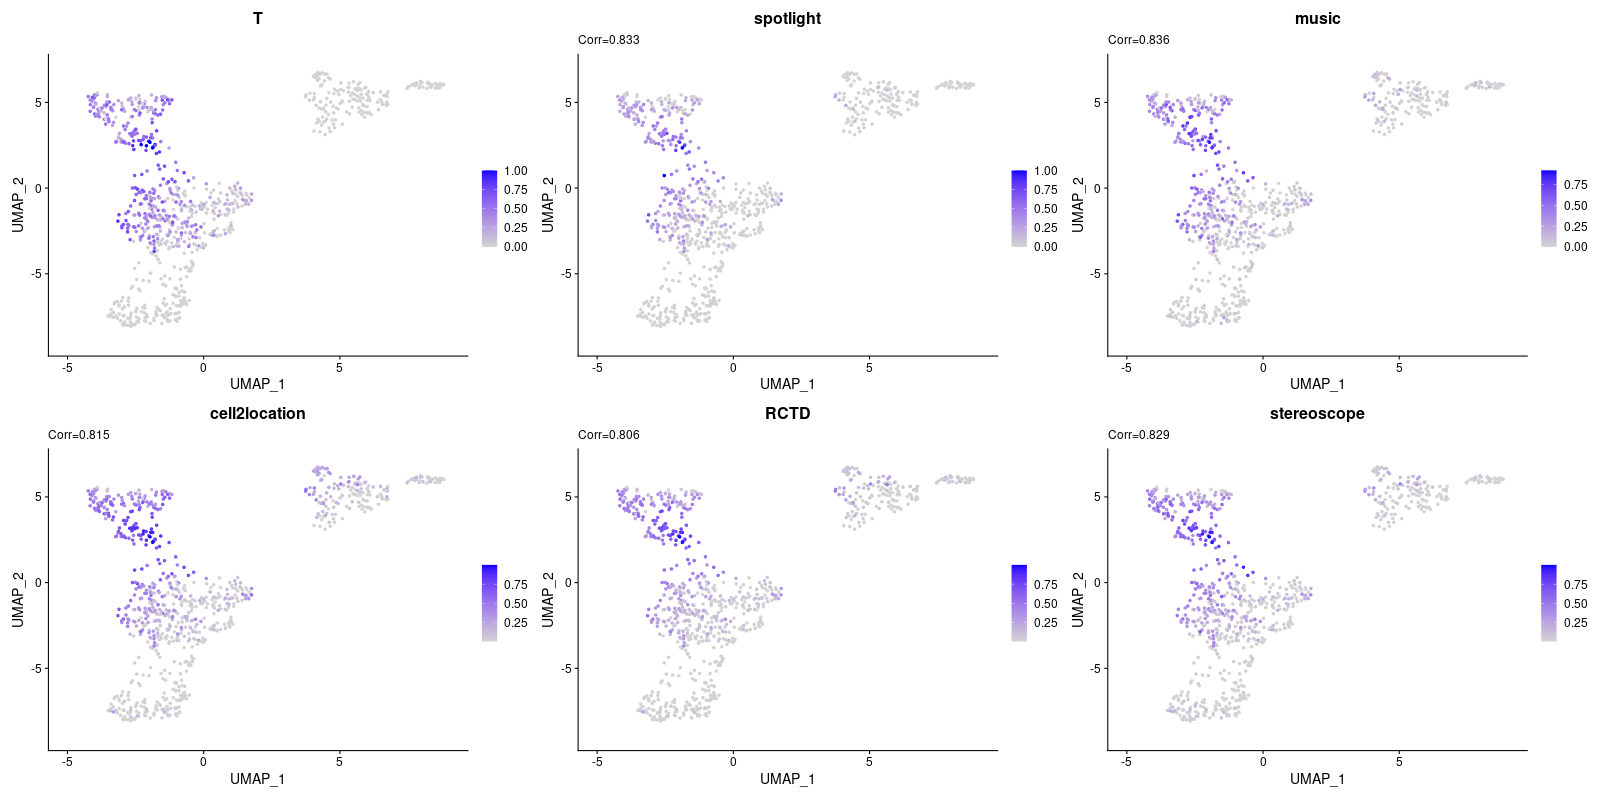 T
UMAP_2
5
0
-5
-5
0
5
UMAP_1
1.00
0.75
0.50
0.25
0.00
spotlight
Corr=0.833
UMAP_2
5
0
-5
-5
0
5
UMAP_1
1.00
0.75
0.50
0.25
0.00
music
Corr=0.836
UMAP_2
5
0
-5
-5
0
5
UMAP_1
0.75
0.50
0.25
0.00
cell2location
Corr=0.815
UMAP_2
5
0
-5
-5
0
5
UMAP_1
0.75
0.50
0.25
RCTD
Corr=0.806
UMAP_2
5
0
-5
-5
0
5
UMAP_1
0.75
0.50
0.25
stereoscope
Corr=0.829
UMAP_2
5
0
-5
-5
0
5
UMAP_1
0.75
0.50
0.25